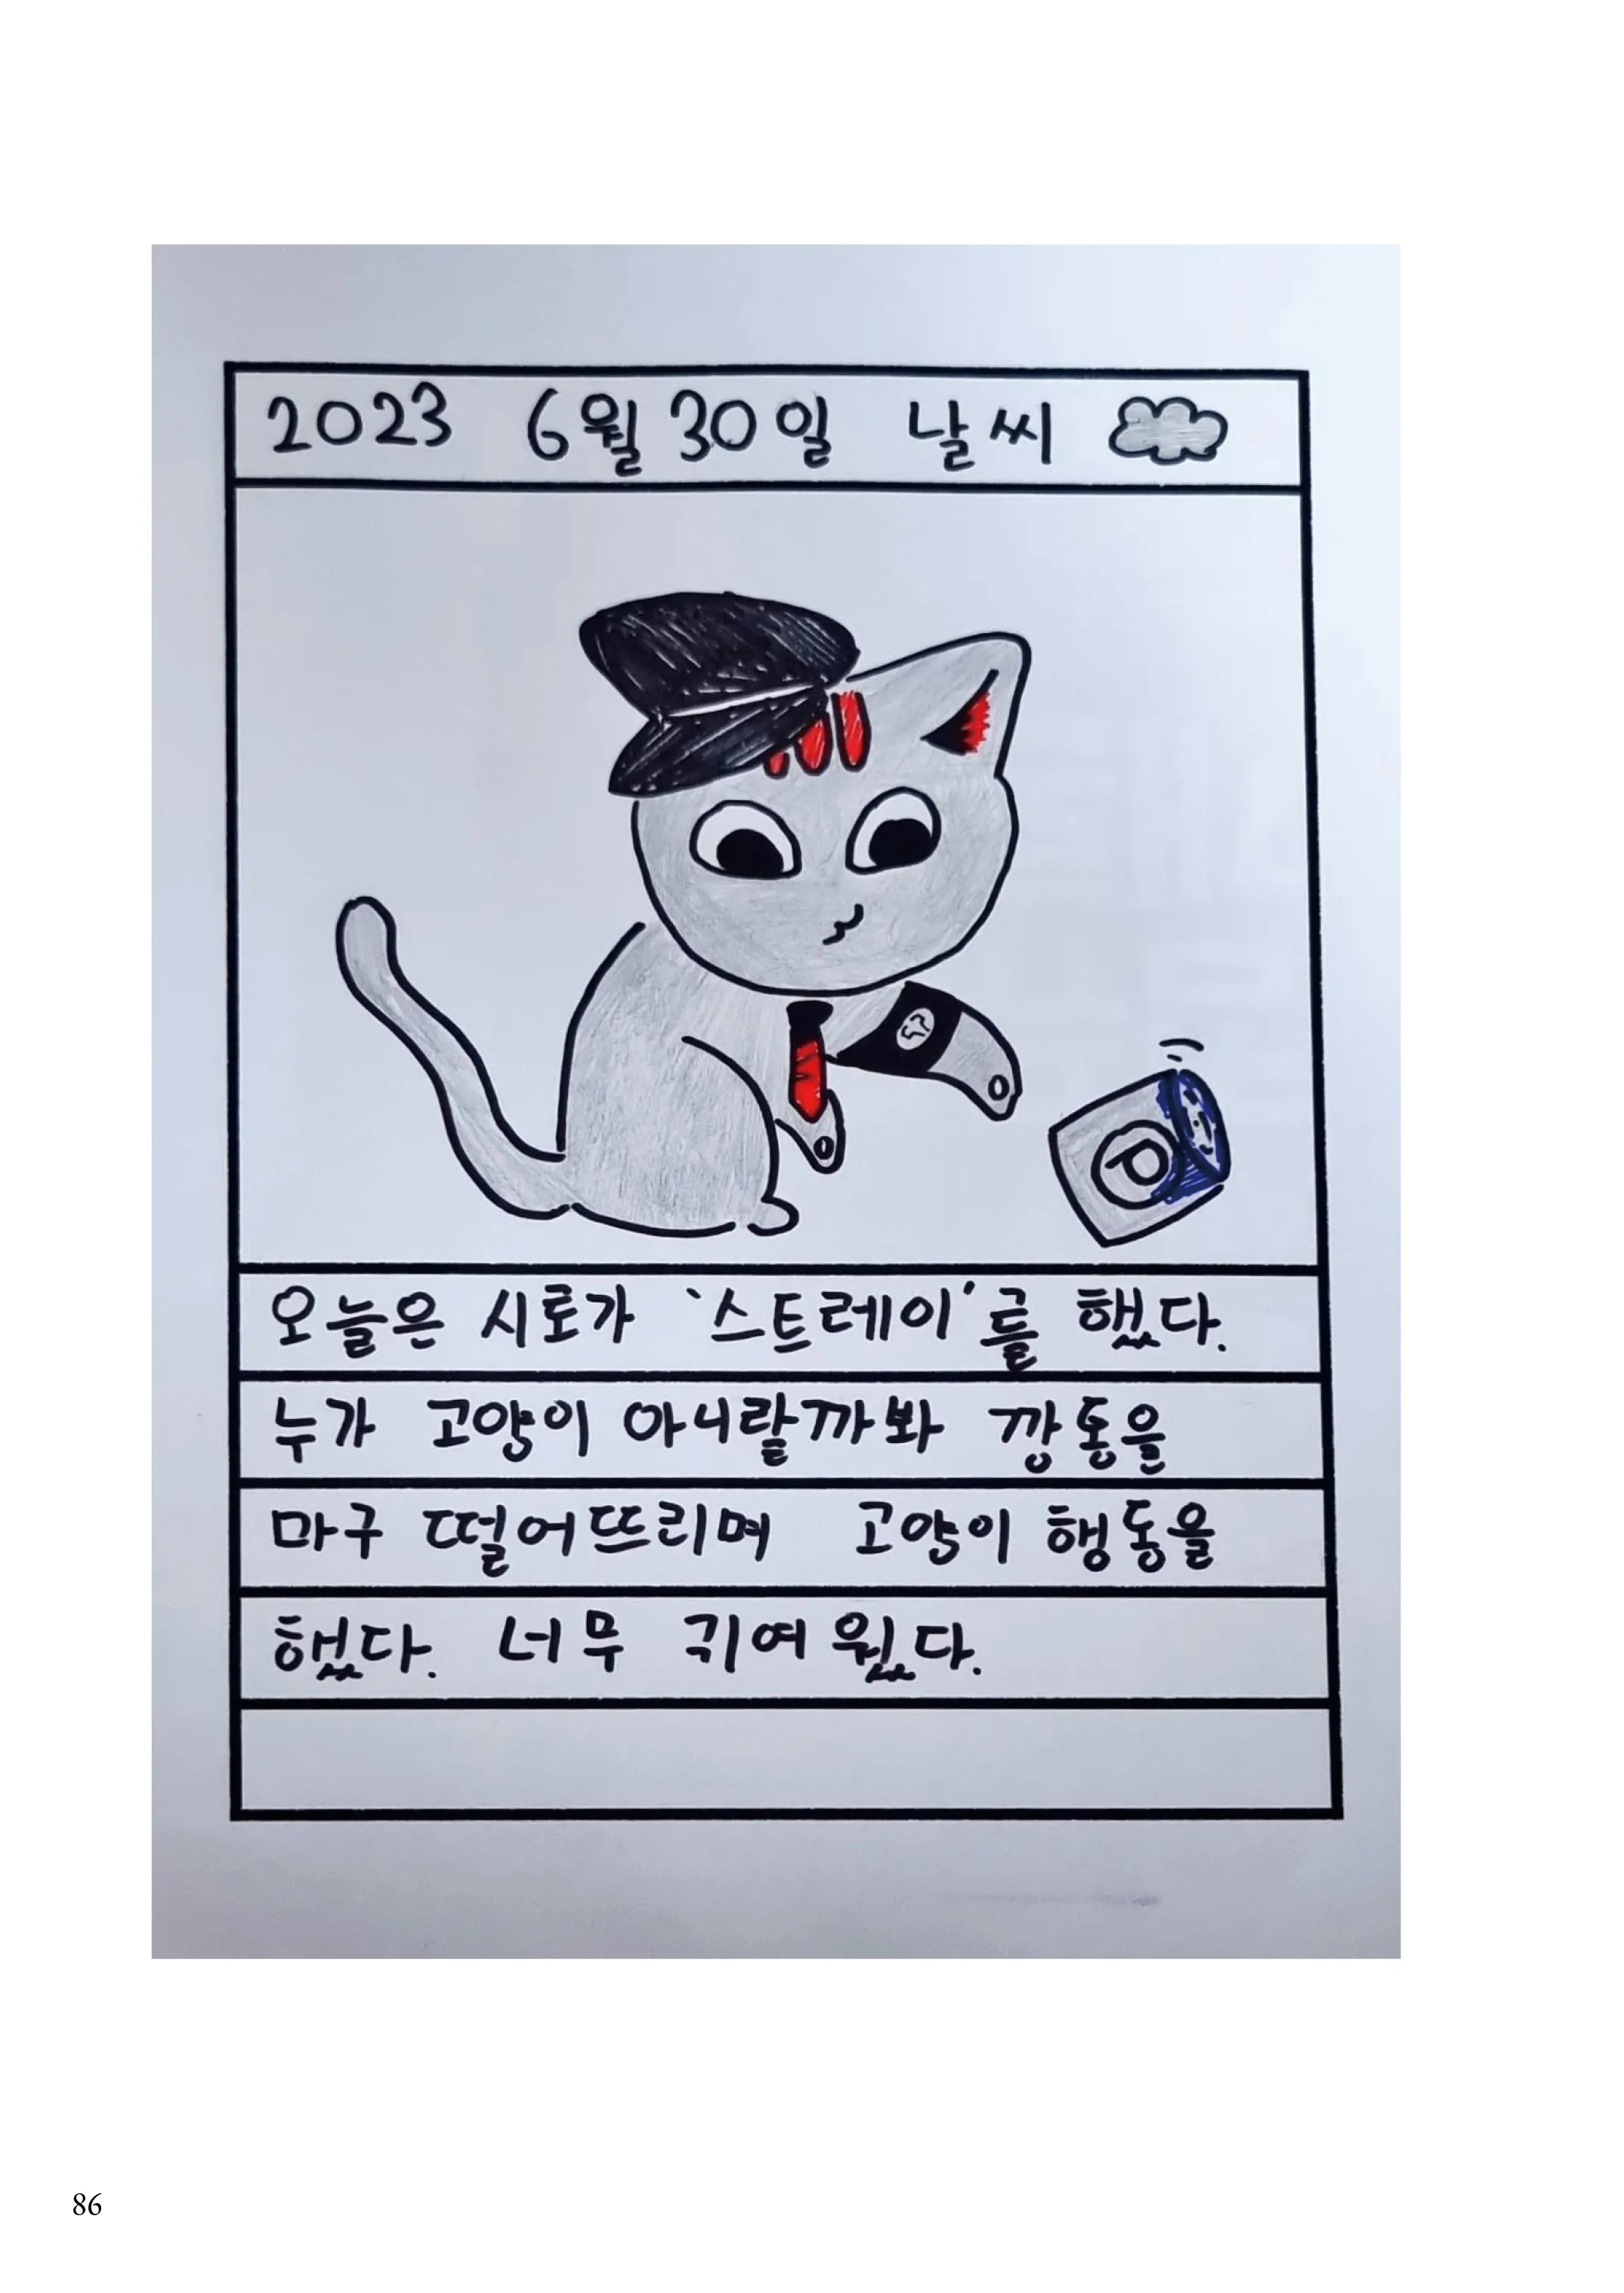 2023 6월 30일 날씨
P
오늘은 시로가 '스트레이'를 했다.
누가 고양이 아니랄까봐 깡통을
마구 떨어뜨리며 고양이 행동을
했다. 너무 귀여웠다.
86